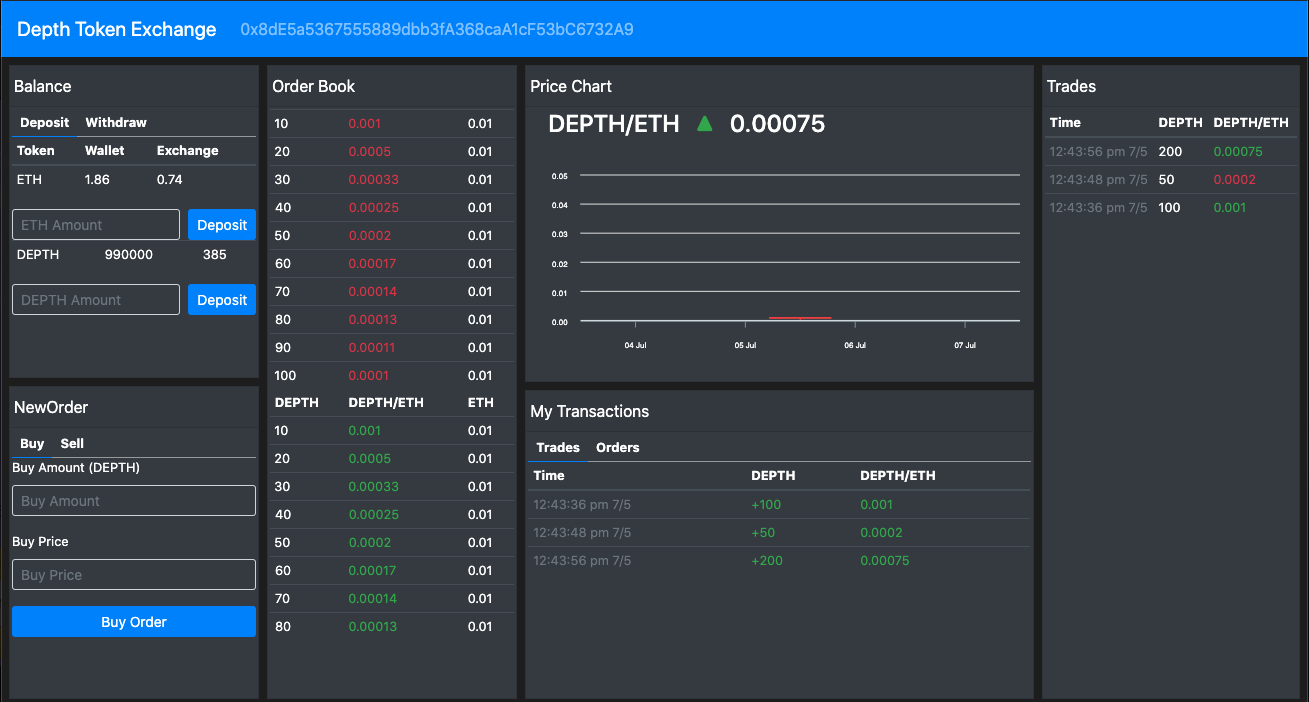 Depth Token Exchange 0x8dE5a5367555889dbb3fA368caA1cF53bC6732A9
Balance
Deposit Withdraw
Token Wallet Exchange
ETH 1.86 0.74
ETH Amount Deposit
DEPTH 990000 385
DEPTH Amount Deposit
NewOrder
Buy Sell
Buy Amount (DEPTH)
Buy Amount
Buy Price
Buy Price
Buy Order
Order Book
10 0.001 0.01
20 0.0005 0.01
30 0.00033 0.01
40 0.00025 0.01
50 0.0002 0.01
60 0.00017 0.01
70 0.00014 0.01
80 0.00013 0.01
90 0.00011 0.01
100 0.0001 0.01
DEPTH DEPTH/ETH ETH
10 0.001 0.01
20 0.0005 0.01
30 0.00033 0.01
40 0.00025 0.01
50 0.0002 0.01
60 0.00017 0.01
70 0.00014 0.01
80 0.00013 0.01
Price Chart
DEPTH/ETH ▲ 0.00075
0.05
0.04
0.03
0.02
0.01
0.00
04 Jul 05 Jul 06 Jul 07 Jul
My Transactions
Trades Orders
Time DEPTH DEPTH/ETH
12:43:36 pm 7/5 +100 0.001
12:43:48 pm 7/5 +50 0.0002
12:43:56 pm 7/5 +200 0.00075
Trades
Time DEPTH DEPTH/ETH
12:43:56 pm 7/5 200 0.00075
12:43:48 pm 7/5 50 0.0002
12:43:36 pm 7/5 100 0.001